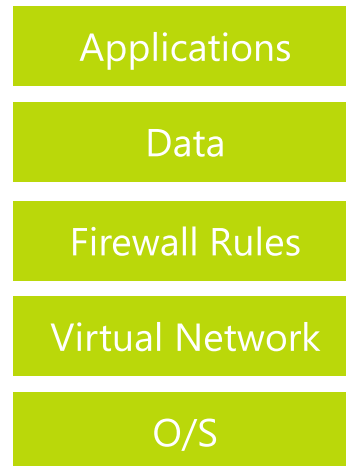 Applications
Data
Firewall Rules
Virtual Network
O/S